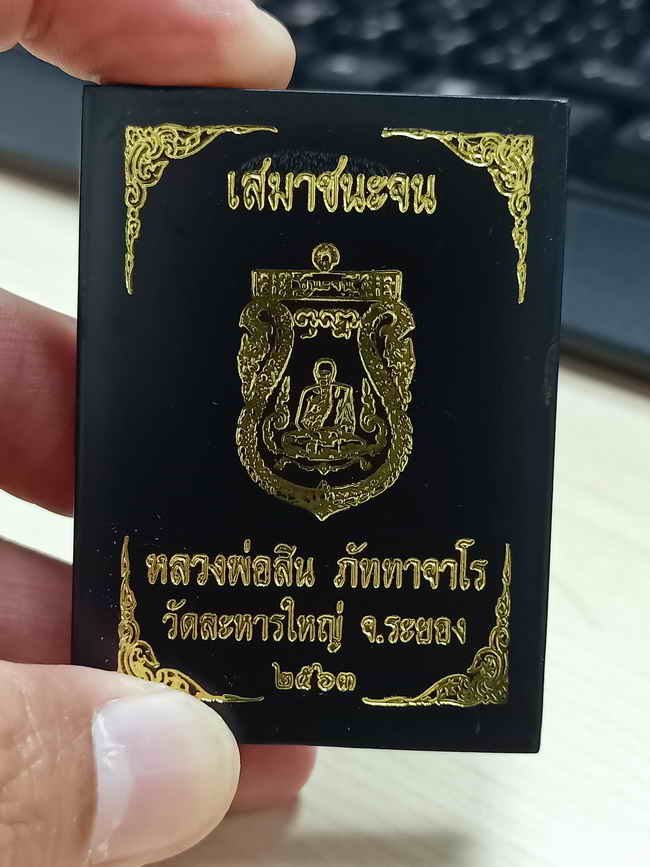 เสมาชนะจน
หลวงพ่อสิน ภัททาจาโร
วัดละหารใหญ่ จ.ระยอง
๒๕๖๓